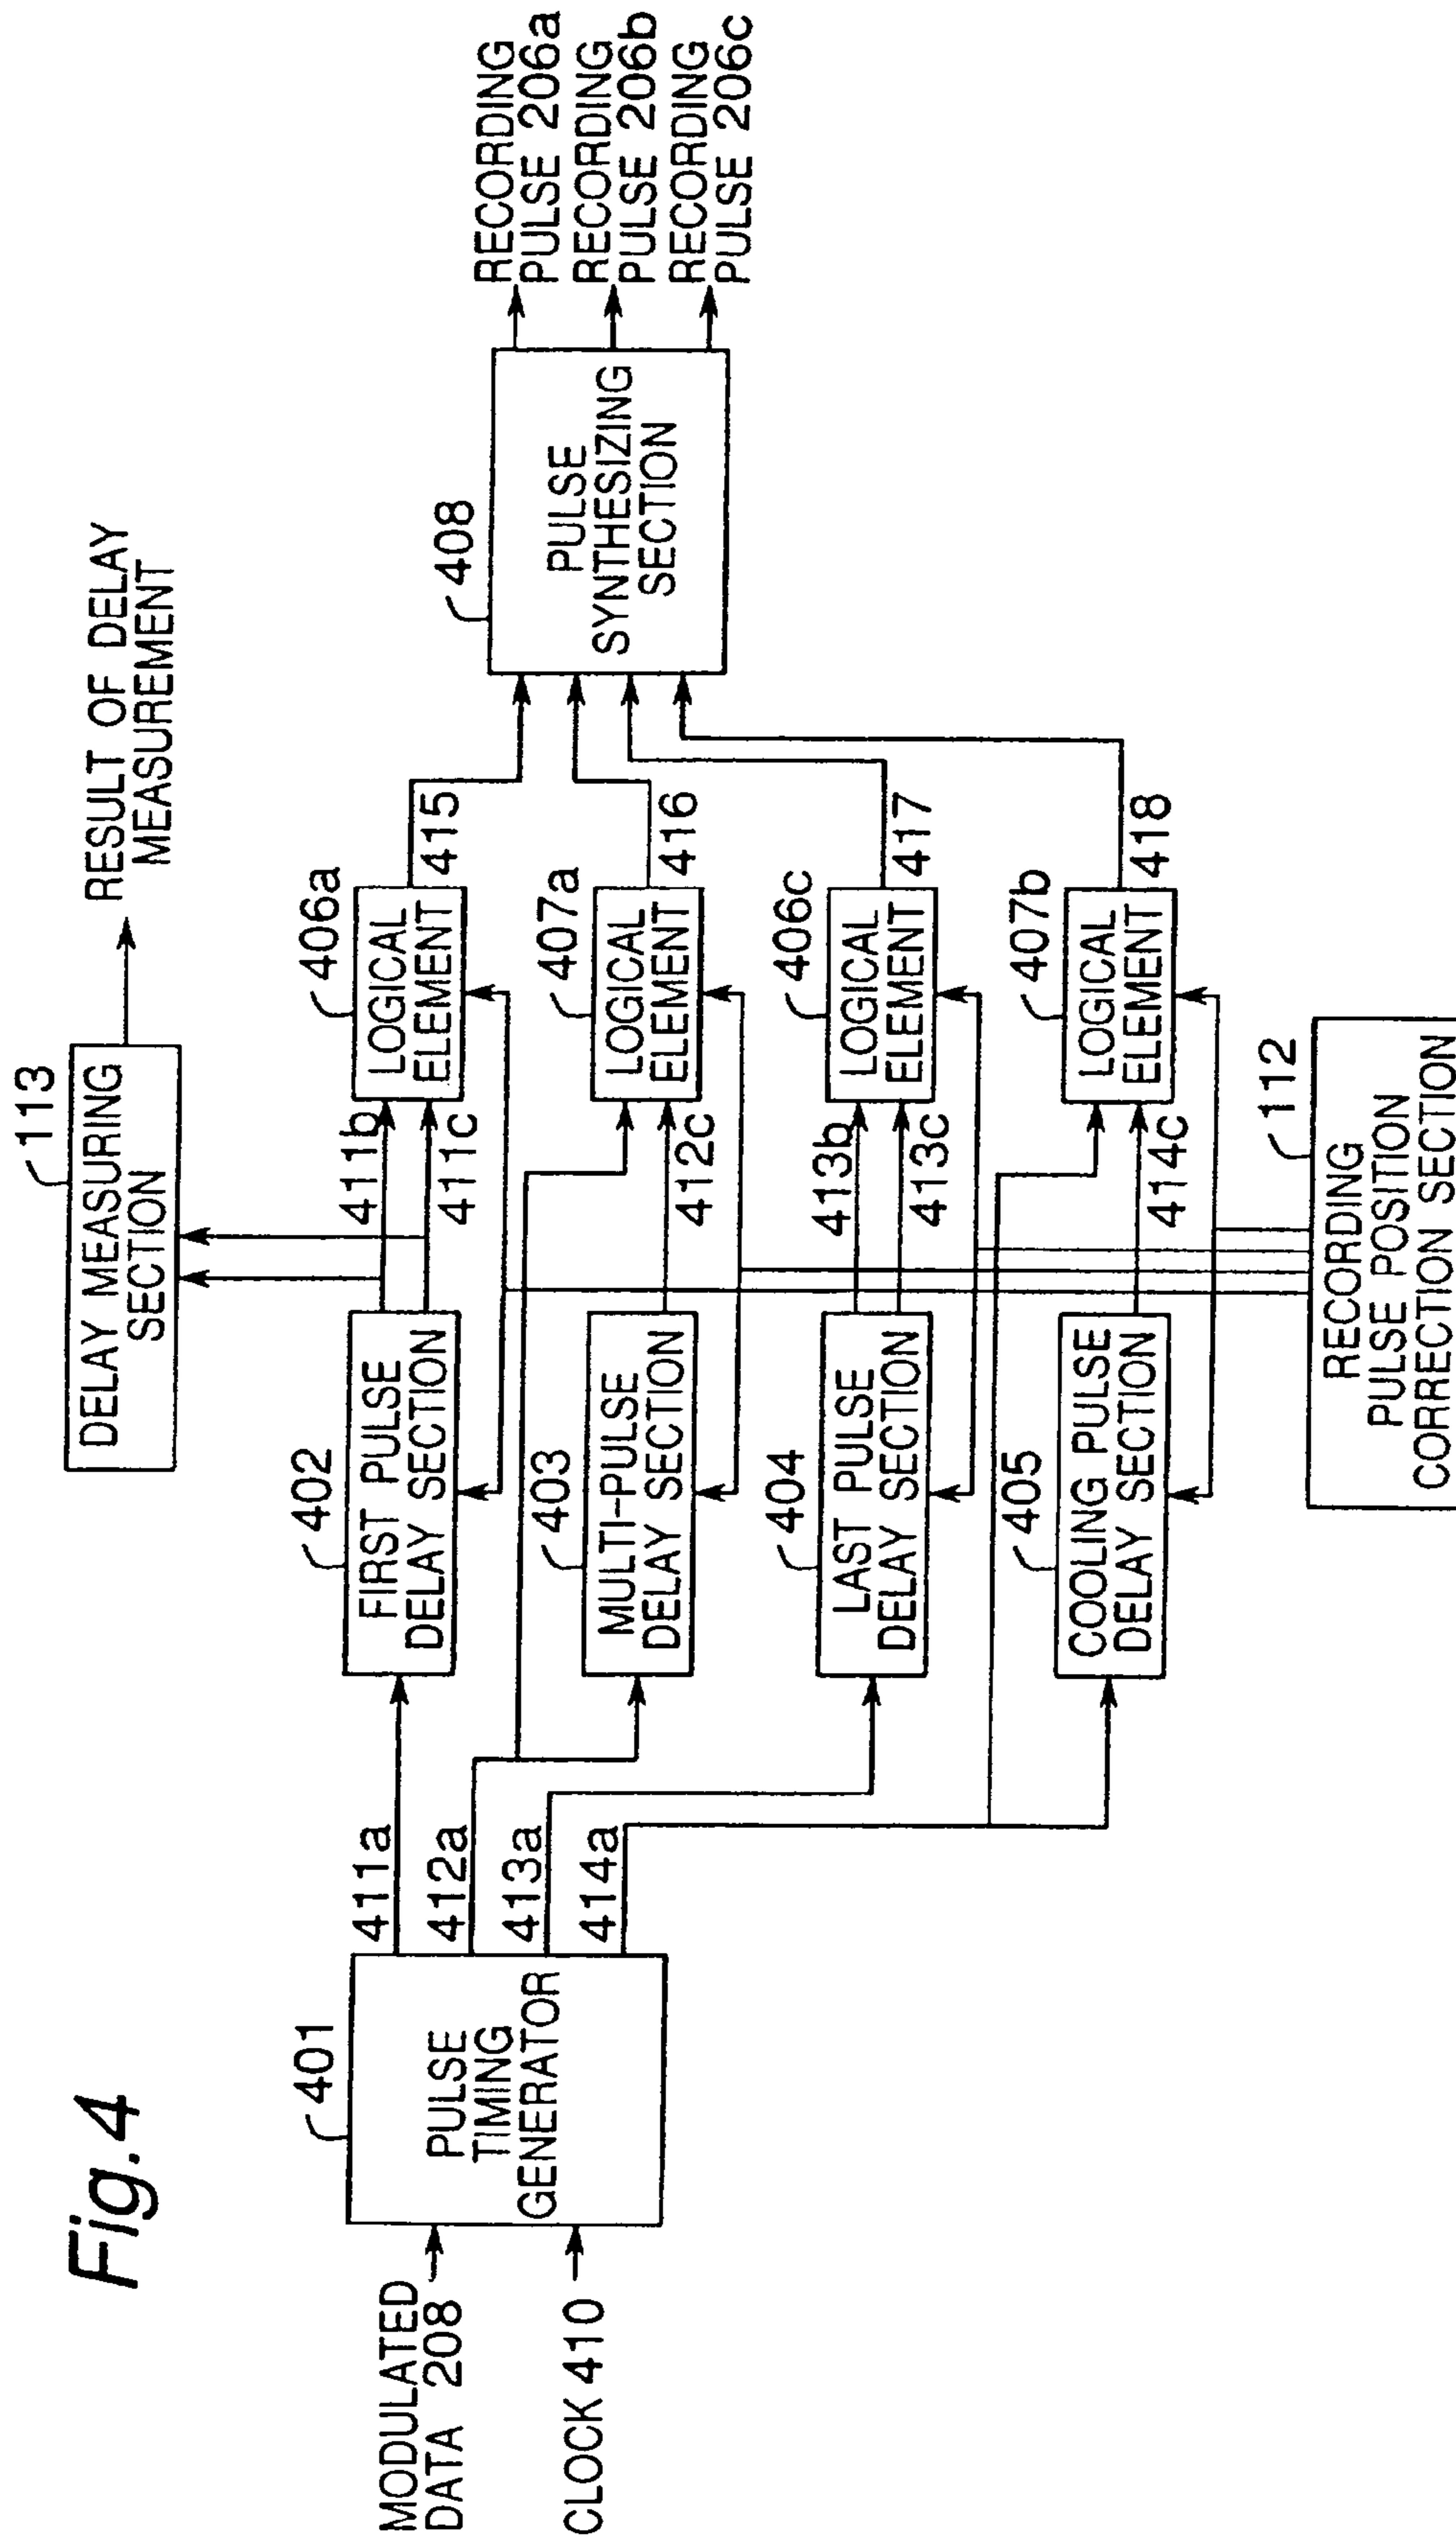 Fig.4
113
DELAY MEASURING
SECTION
RESULT OF DELAY
MEASUREMENT
MODULATED
DATA 208
CLOCK 410
401
PULSE
TIMING
GENERATOR
411a
412a
413a
414a
402
FIRST PULSE
DELAY SECTION
411b
411c
406a
LOGICAL
ELEMENT
415
403
MULTI-PULSE
DELAY SECTION
412c
407a
LOGICAL
ELEMENT
416
404
LAST PULSE
DELAY SECTION
413b
413c
406c
LOGICAL
ELEMENT
417
405
COOLING PULSE
DELAY SECTION
414c
407b
LOGICAL
ELEMENT
418
408
PULSE
SYNTHESIZING
SECTION
RECORDING
PULSE 206a
RECORDING
PULSE 206b
RECORDING
PULSE 206c
112
RECORDING
PULSE POSITION
CORRECTION SECTION